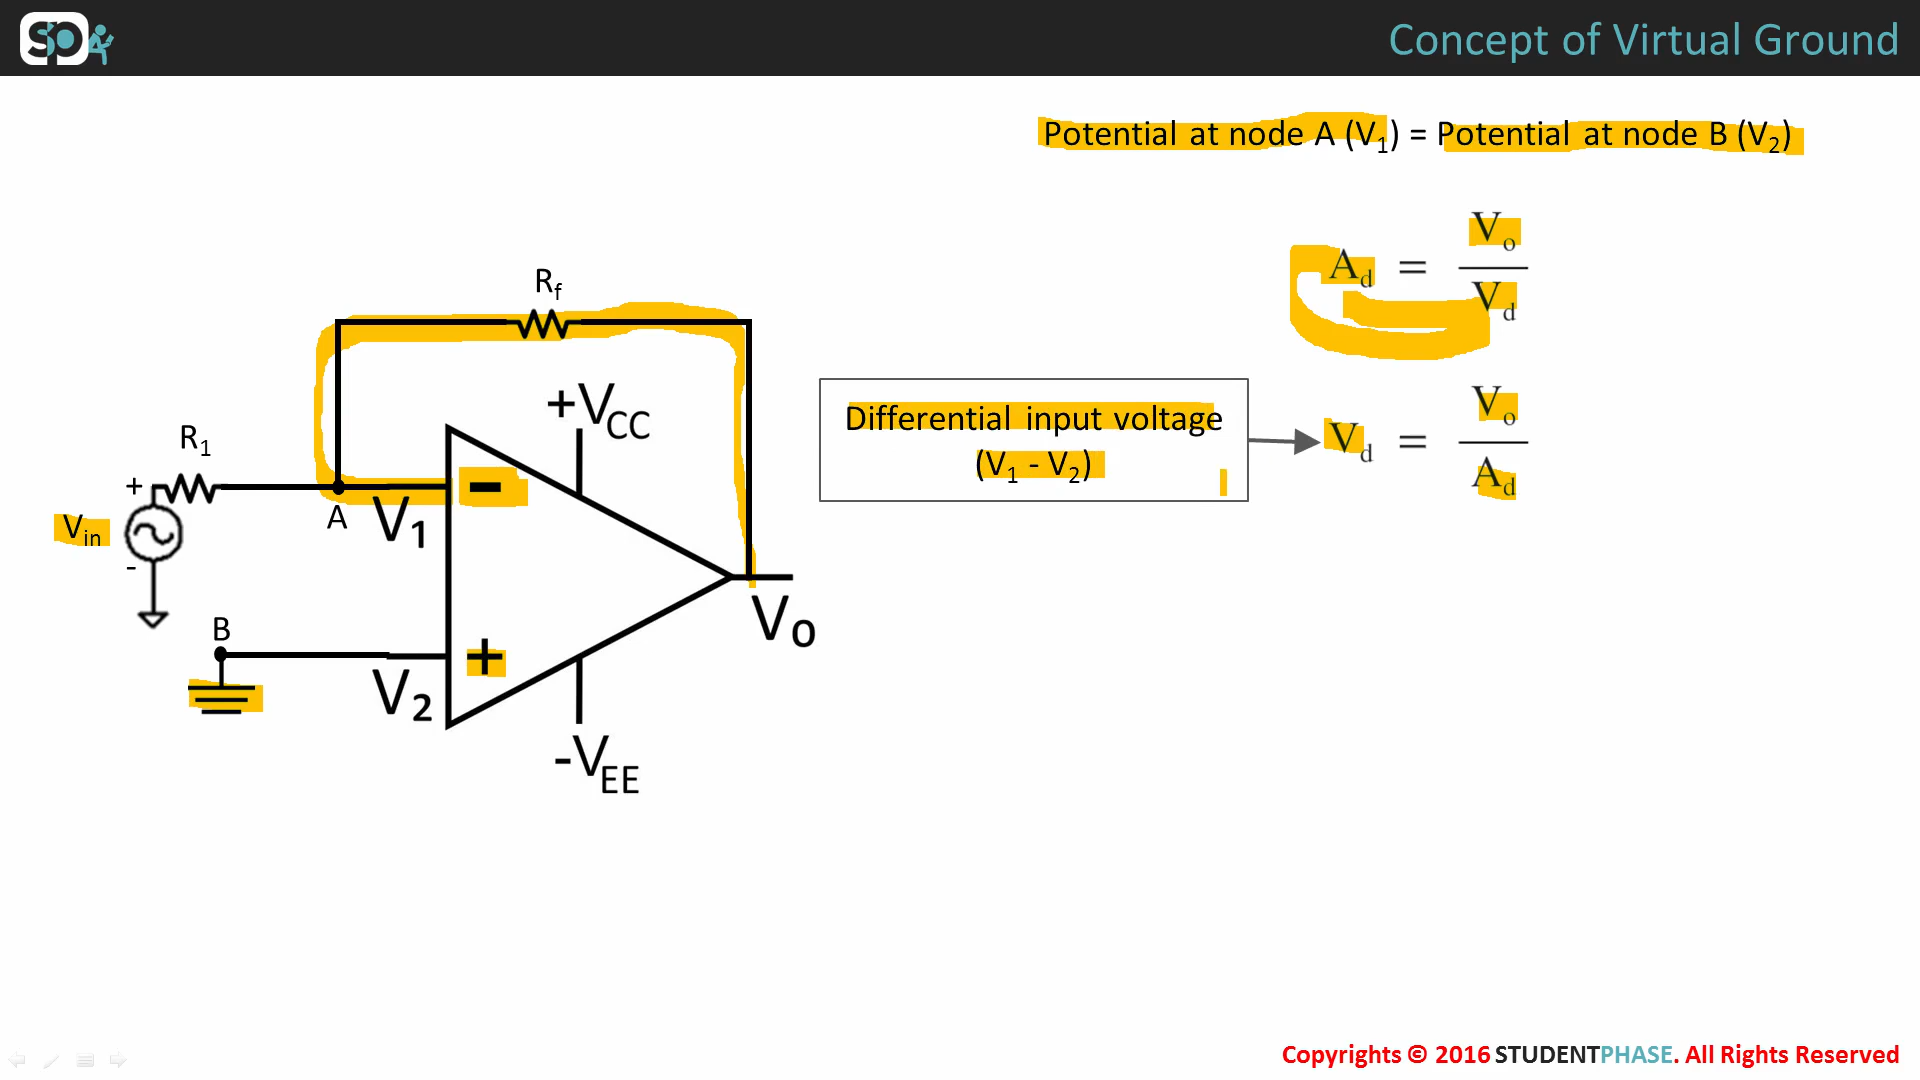 SP
Concept of Virtual Ground
Potential at node A (V1) = Potential at node B (V2)
Ad = Vo / Vd
Rf
+VCC
Differential input voltage
(V1 - V2)
Vd = Vo / Ad
R1
+
-
A
V1
Vin
-
B
+
V2
Vo
-VEE
Copyrights © 2016 STUDENTPHASE. All Rights Reserved